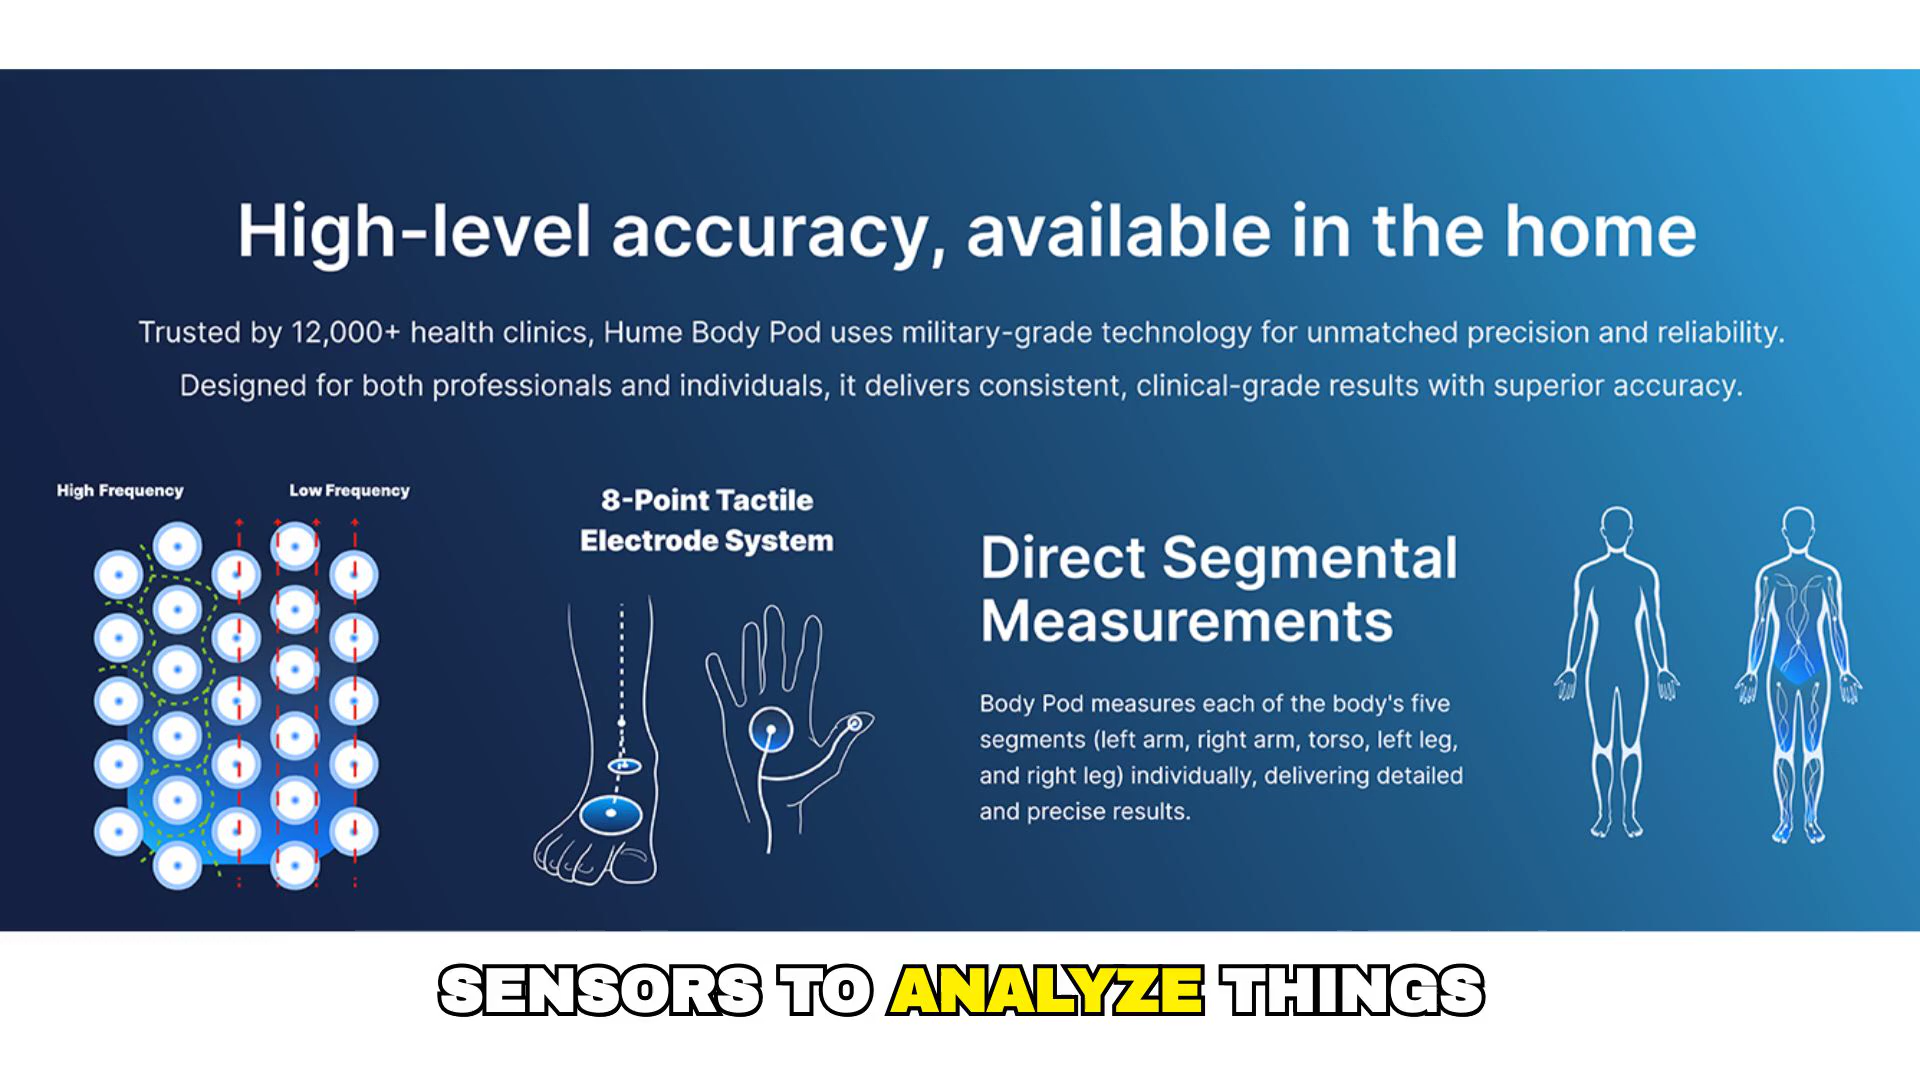 High-level accuracy, available in the home
Trusted by 12,000+ health clinics, Hume Body Pod uses military-grade technology for unmatched precision and reliability.
Designed for both professionals and individuals, it delivers consistent, clinical-grade results with superior accuracy.
High Frequency
Low Frequency
8-Point Tactile
Electrode System
Direct Segmental
Measurements
Body Pod measures each of the body's five
segments (left arm, right arm, torso, left leg,
and right leg) individually, delivering detailed
and precise results.
SENSORS TO ANALYZE THINGS